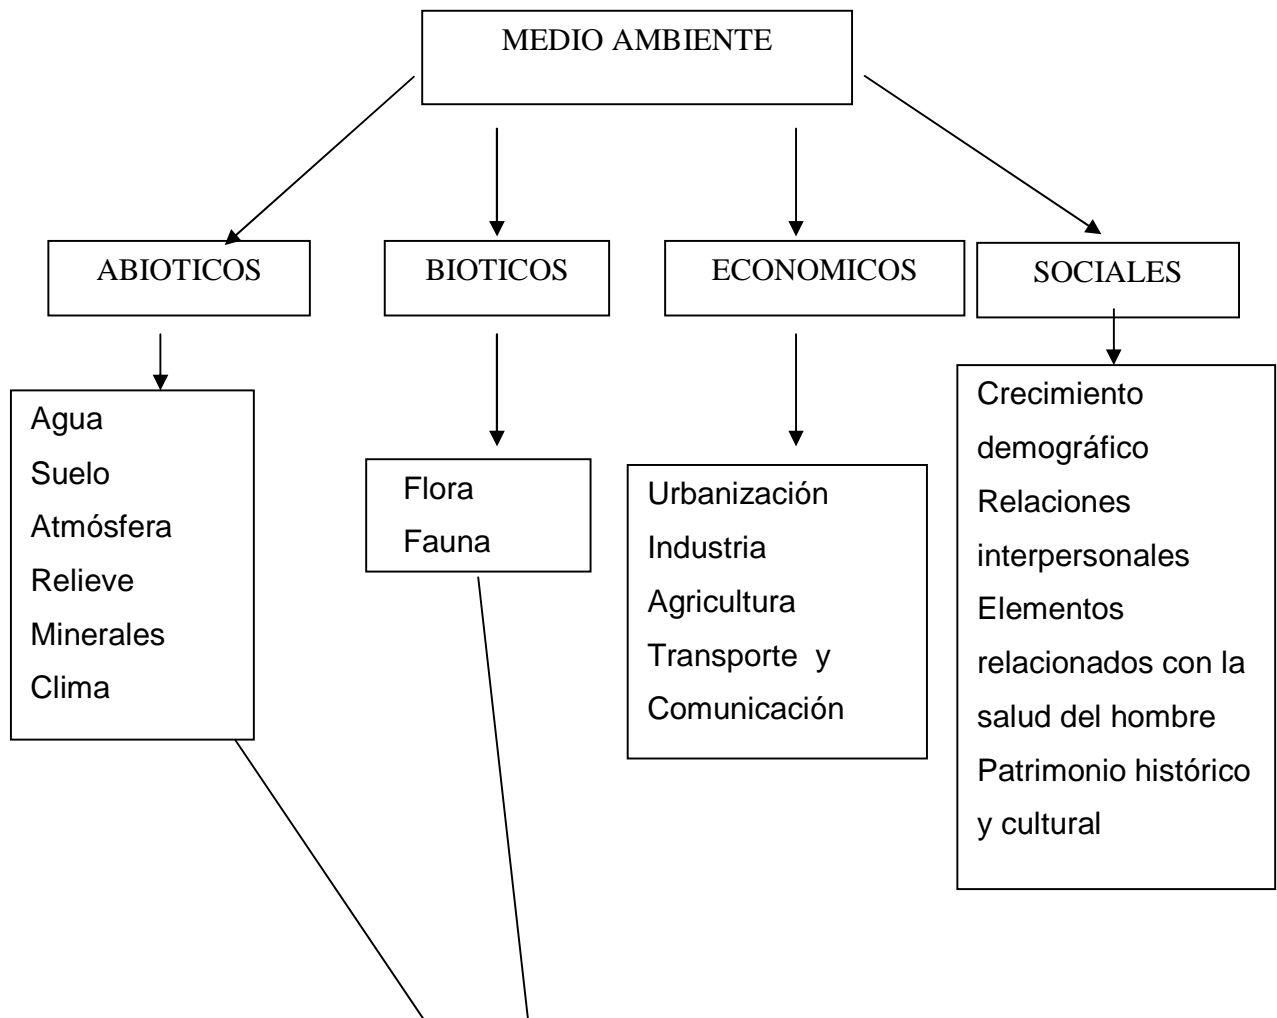 MEDIO AMBIENTE
ABIOTICOS
BIOTICOS
ECONOMICOS
SOCIALES
Agua
Suelo
Atmósfera
Relieve
Minerales
Clima
Flora
Fauna
Urbanización
Industria
Agricultura
Transporte y
Comunicación
Crecimiento
demográfico
Relaciones
interpersonales
Elementos
relacionados con la
salud del hombre
Patrimonio histórico
y cultural